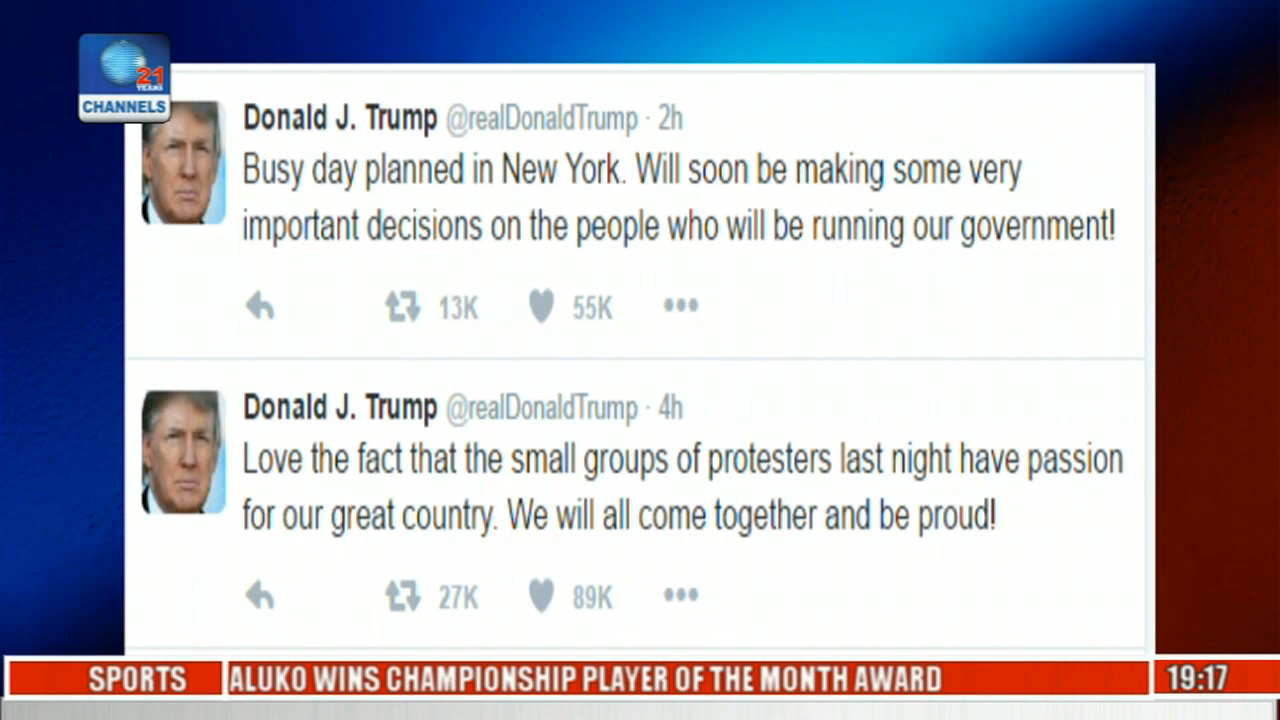 21
YEARS
CHANNELS
Donald J. Trump @realDonaldTrump · 2h
Busy day planned in New York. Will soon be making some very
important decisions on the people who will be running our government!
13K 55K •••
Donald J. Trump @realDonaldTrump · 4h
Love the fact that the small groups of protesters last night have passion
for our great country. We will all come together and be proud!
27K 89K •••
SPORTS ALUKO WINS CHAMPIONSHIP PLAYER OF THE MONTH AWARD 19:17